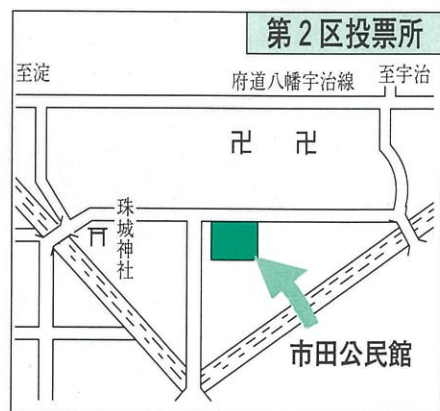 第2区投票所
至淀
府道八幡宇治線
至宇治
卍 卍
珠城神社
市田公民館